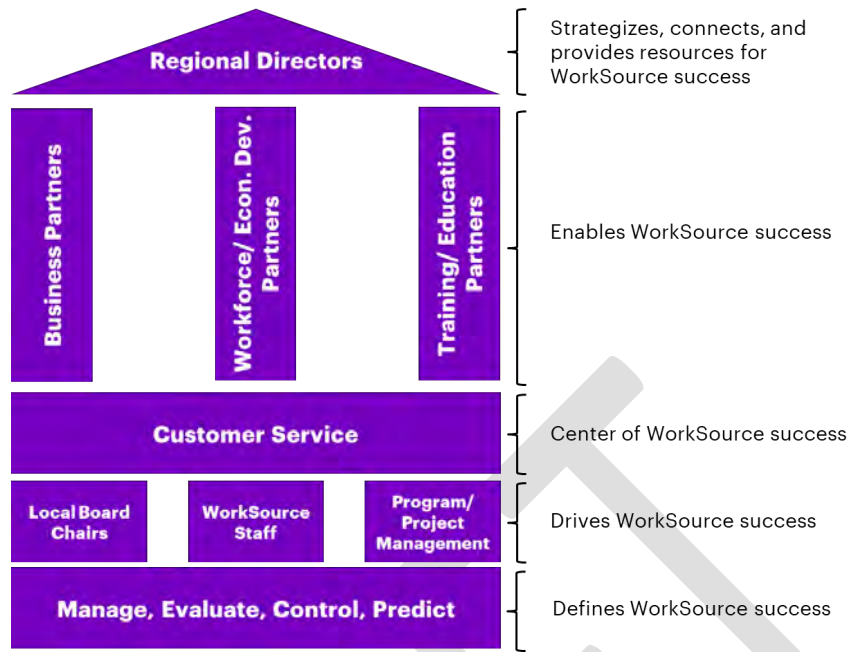 Regional Directors
Strategizes, connects, and
provides resources for
WorkSource success
Business Partners
Workforce/ Econ. Dev.
Partners
Training/ Education
Partners
Enables WorkSource success
Customer Service
Center of WorkSource success
Local Board
Chairs
WorkSource
Staff
Program/
Project
Management
Drives WorkSource success
Manage, Evaluate, Control, Predict
Defines WorkSource success